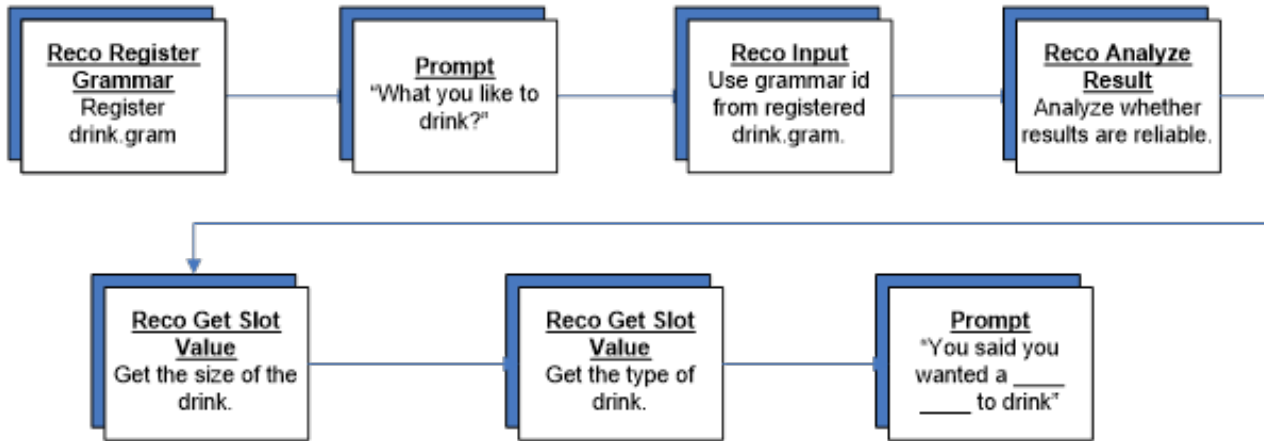 Reco Register
Grammar
Register
drink.gram
Prompt
"What you like to
drink?"
Reco Input
Use grammar id
from registered
drink.gram.
Reco Analyze
Result
Analyze whether
results are reliable.
Reco Get Slot
Value
Get the size of the
drink.
Reco Get Slot
Value
Get the type of
drink.
Prompt
"You said you
wanted a ____
____ to drink"